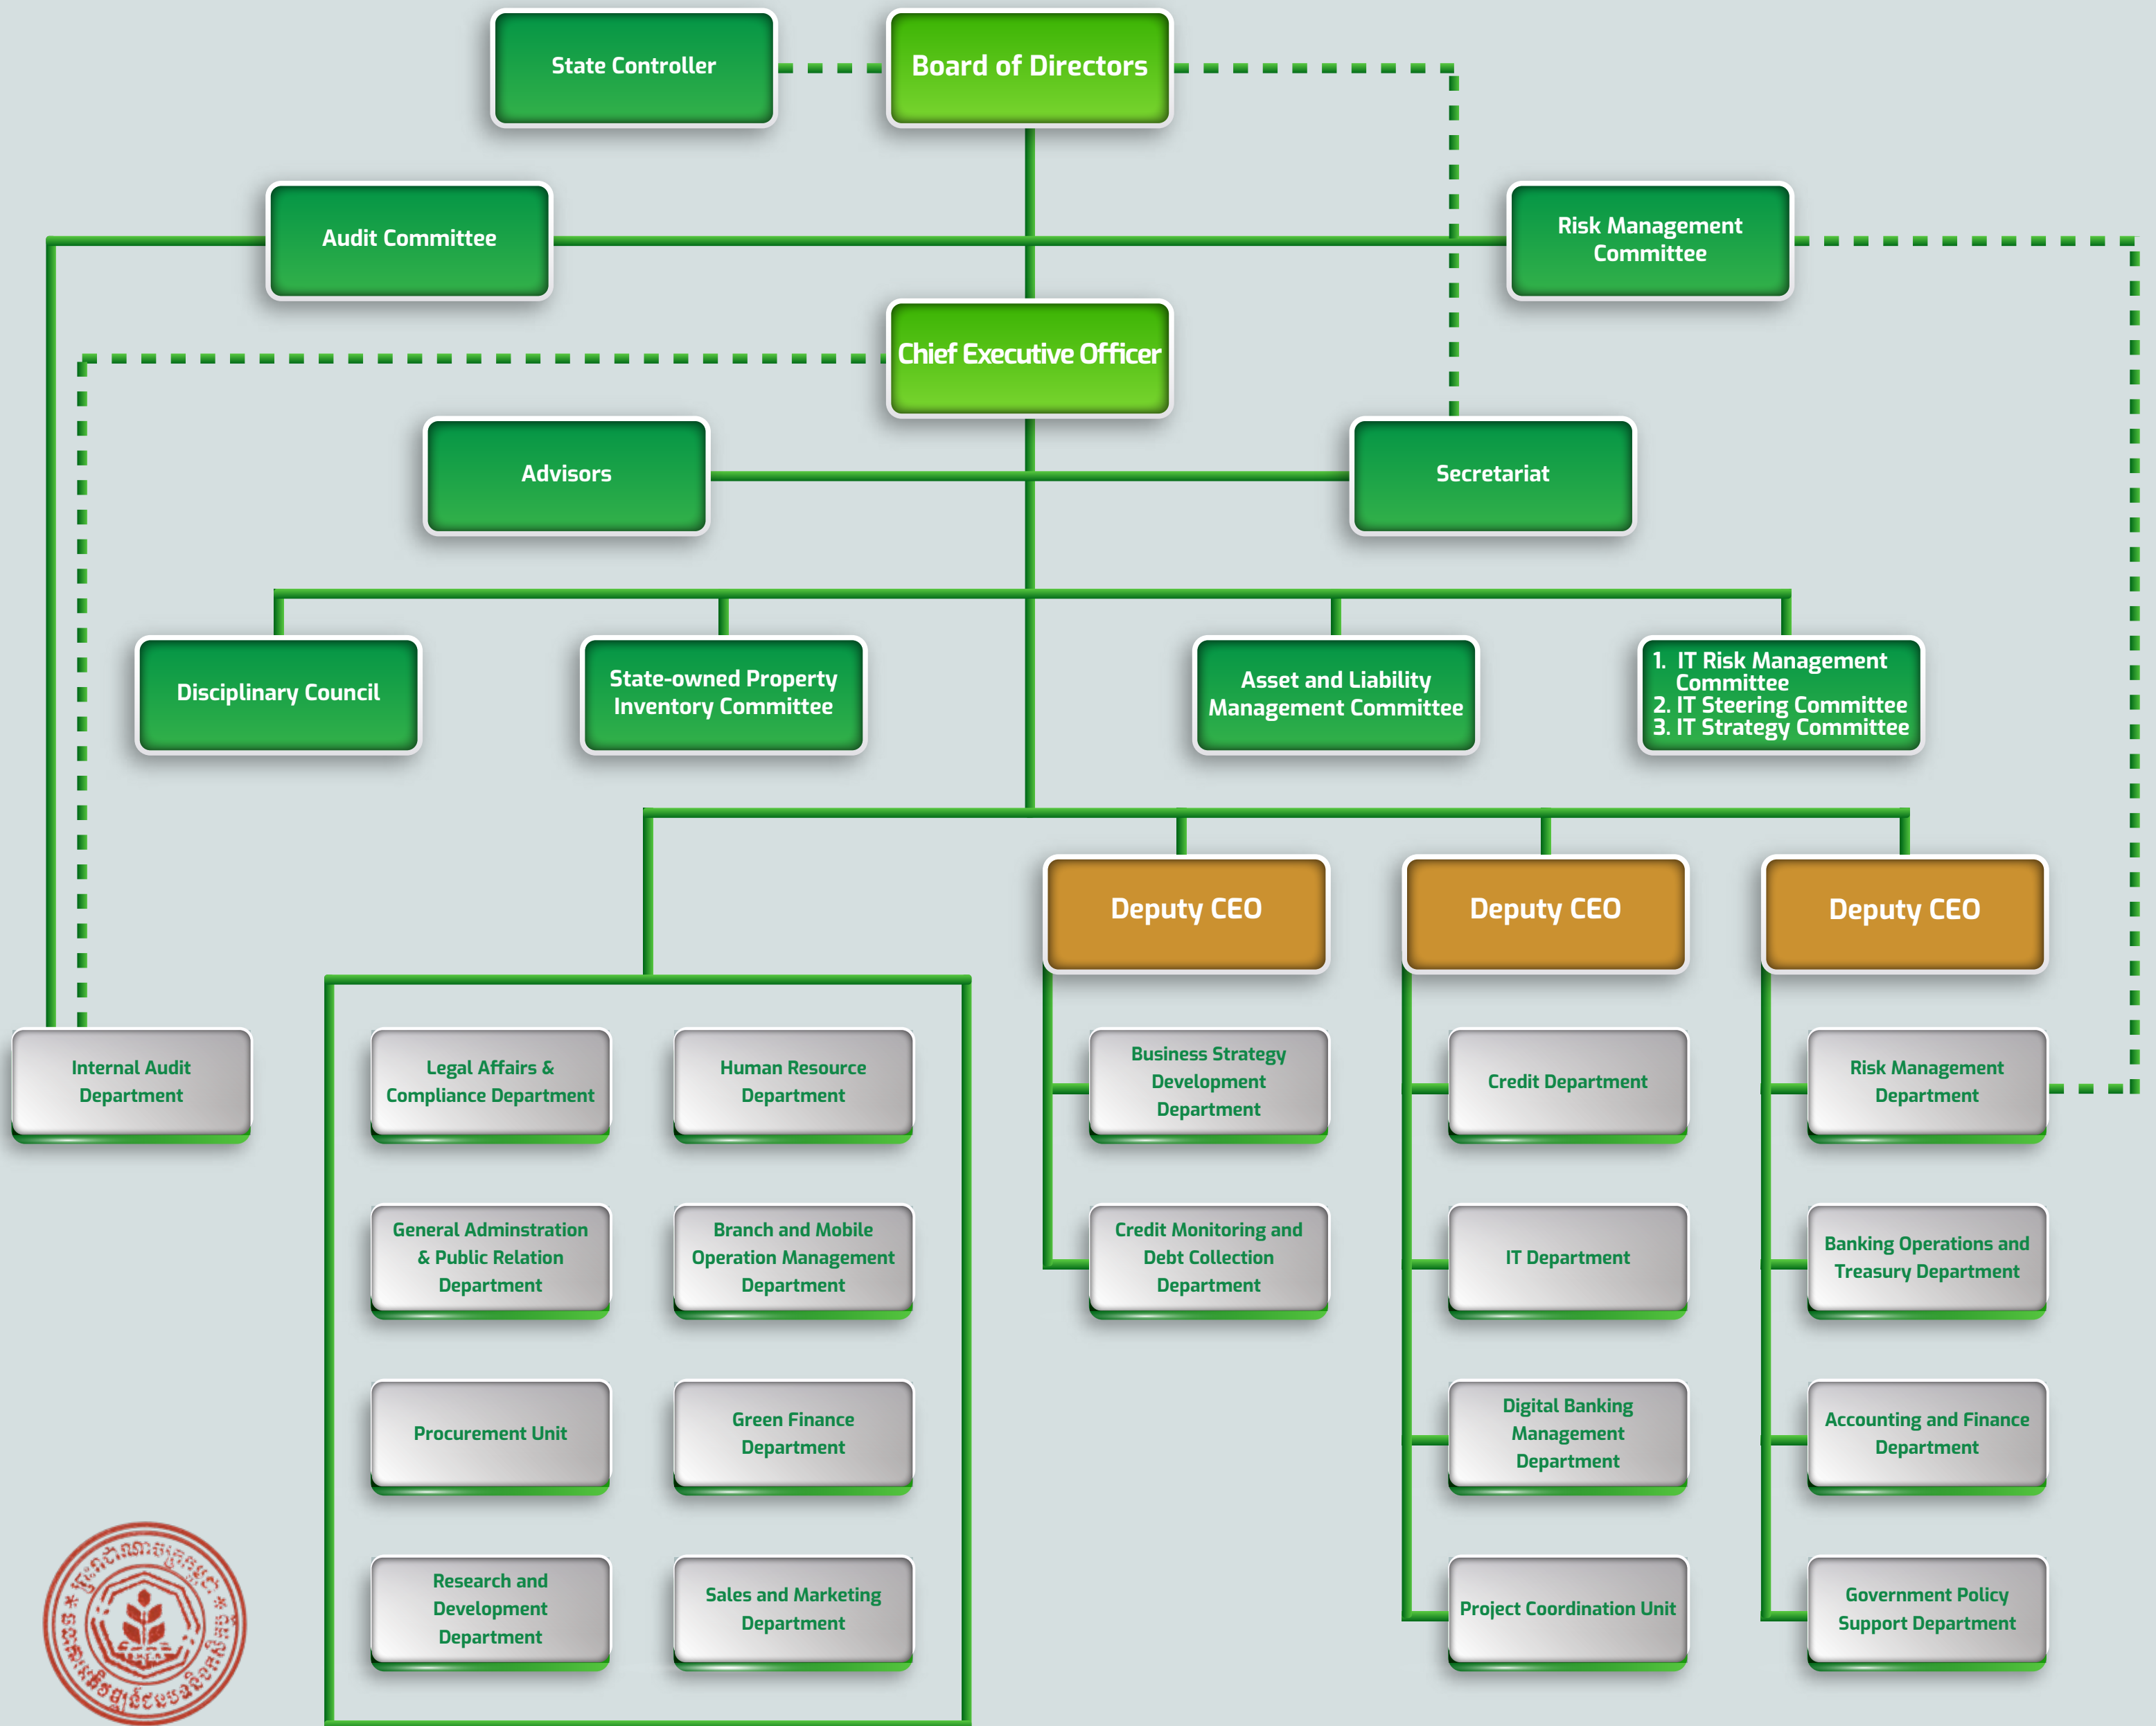 State Controller
Board of Directors
Audit Committee
Risk Management
Committee
Chief Executive Officer
Advisors
Secretariat
Disciplinary Council
State-owned Property
Inventory Committee
Asset and Liability
Management Committee
1. IT Risk Management
Committee
2. IT Steering Committee
3. IT Strategy Committee
Deputy CEO
Deputy CEO
Deputy CEO
Internal Audit
Department
Legal Affairs &
Compliance Department
Human Resource
Department
Business Strategy
Development
Department
Credit Department
Risk Management
Department
General Adminstration
& Public Relation
Department
Branch and Mobile
Operation Management
Department
Credit Monitoring and
Debt Collection
Department
IT Department
Banking Operations and
Treasury Department
Procurement Unit
Green Finance
Department
Digital Banking
Management
Department
Accounting and Finance
Department
Research and
Development
Department
Sales and Marketing
Department
Project Coordination Unit
Government Policy
Support Department